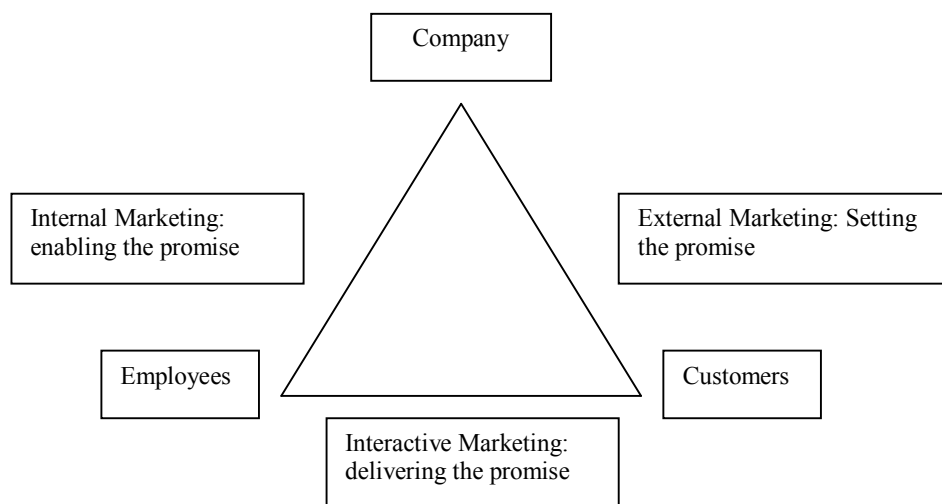 Company
Internal Marketing:
enabling the promise
External Marketing: Setting
the promise
Employees
Customers
Interactive Marketing:
delivering the promise